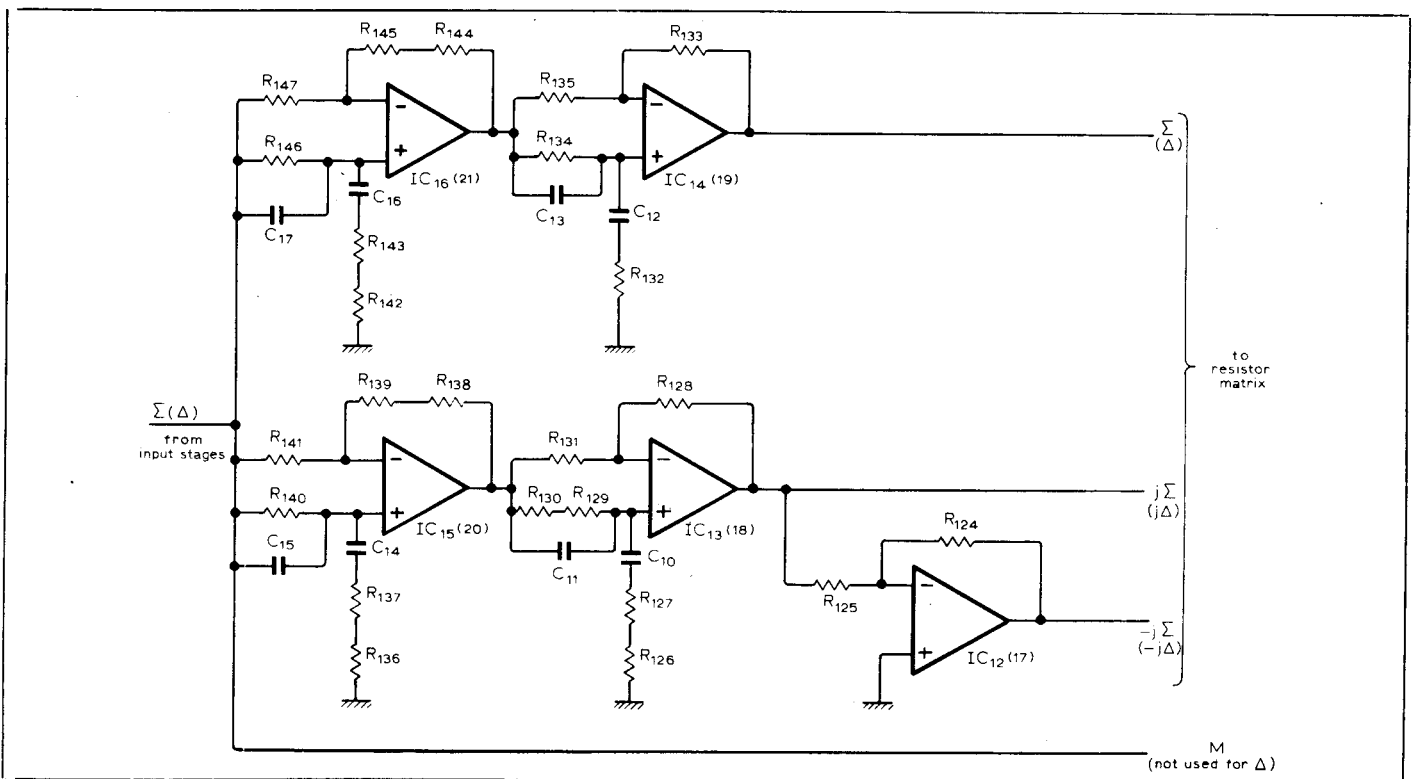 R145 R144
R133
R147
R135
R146
R134
IC16(21)
IC14(19)
C16
C13
C12
C17
R143
R132
R142
Σ
(Δ)
to
resistor
matrix
R139 R138
R128
Σ(Δ)
from
input stages
R141
R131
R140
R130 R129
jΣ
(jΔ)
IC15(20)
IC13(18)
R124
C15
C14
C11
C10
R137
R127
R125
R136
R126
IC12(17)
-jΣ
(-jΔ)
M
(not used for Δ)